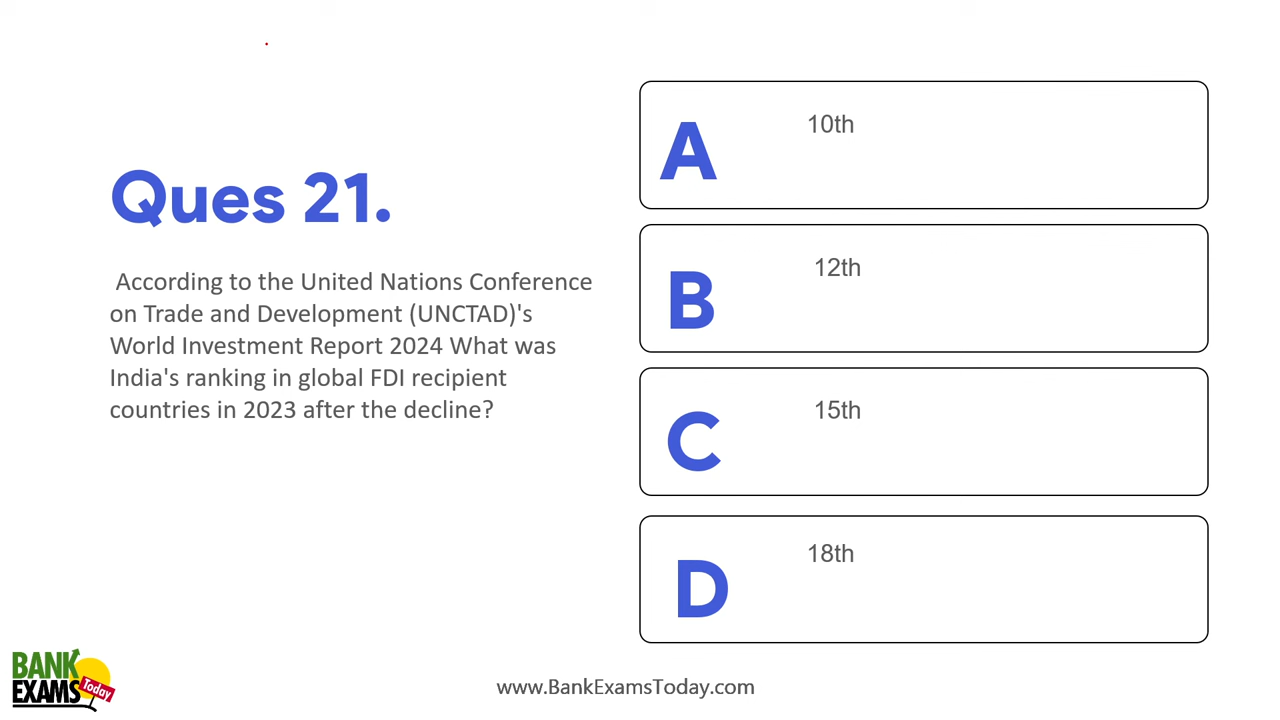 Ques 21.
According to the United Nations Conference
on Trade and Development (UNCTAD)'s
World Investment Report 2024 What was
India's ranking in global FDI recipient
countries in 2023 after the decline?
A 10th
B 12th
C 15th
D 18th
BANK
EXAMS Today
www.BankExamsToday.com